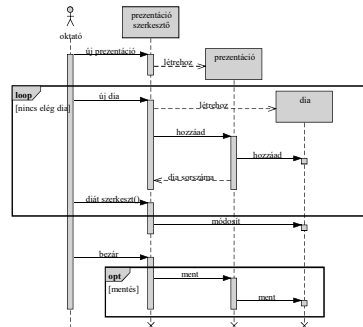 oktató
prezentáció
szerkesztő
új prezentáció
létrehoz
prezentáció
loop
[nincs elég dia]
új dia
létrehoz
dia
hozzáad
hozzáad
dia sorszáma
diát szerkeszt()
módosít
bezár
opt
[mentés]
ment
ment